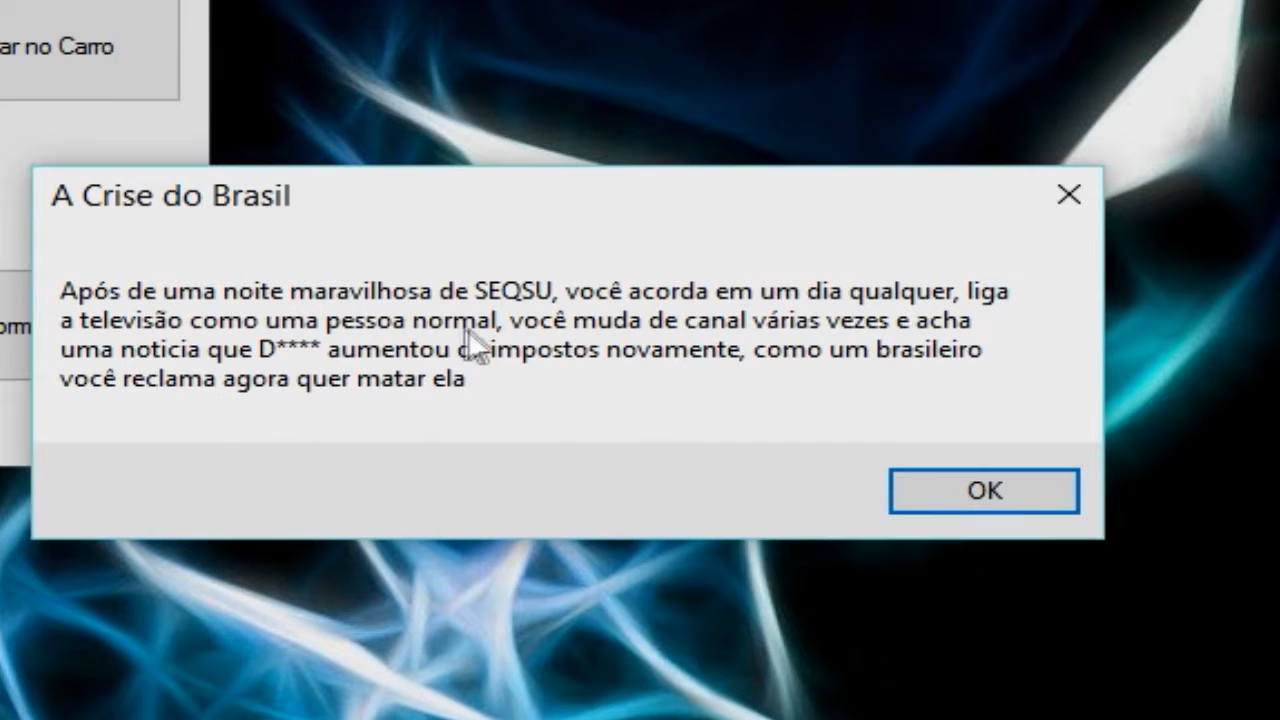 ar no Carro
A Crise do Brasil
Após de uma noite maravilhosa de SEQSU, você acorda em um dia qualquer, liga
a televisão como uma pessoa normal, você muda de canal várias vezes e acha
uma noticia que D**** aumentou impostos novamente, como um brasileiro
você reclama agora quer matar ela
orm
OK